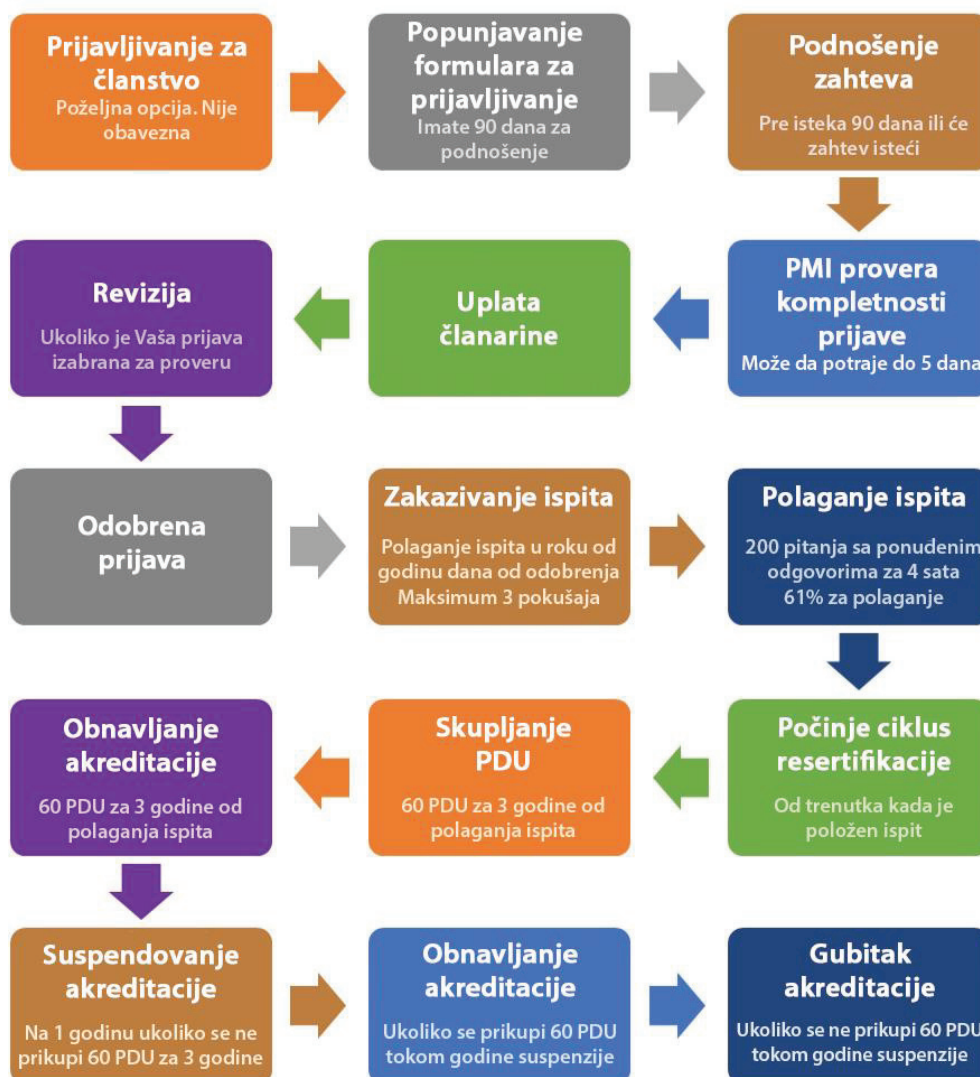 Prijavljivanje za
članstvo
Poželjna opcija. Nije
obavezna
Popunjavanje
formulara za
prijavljivanje
Imate 90 dana za
podnošenje
Podnošenje
zahteva
Pre isteka 90 dana ili će
zahtev isteći
PMI provera
kompletnosti
prijave
Može da potraje do 5 dana
Uplata
članarine
Revizija
Ukoliko je Vaša prijava
izabrana za proveru
Odobrena
prijava
Zakazivanje ispita
Polaganje ispita u roku od
godinu dana od odobrenja
Maksimum 3 pokušaja
Polaganje ispita
200 pitanja sa ponuđenim
odgovorima za 4 sata
61% za polaganje
Počinje ciklus
resertifikacije
Od trenutka kada je
položen ispit
Skupljanje
PDU
60 PDU za 3 godine od
polaganja ispita
Obnavljanje
akreditacije
60 PDU za 3 godine od
polaganja ispita
Suspendovanje
akreditacije
Na 1 godinu ukoliko se ne
prikupi 60 PDU za 3 godine
Obnavljanje
akreditacije
Ukoliko se prikupi 60 PDU
tokom godine suspenzije
Gubitak
akreditacije
Ukoliko se ne prikupi 60 PDU
tokom godine suspenzije